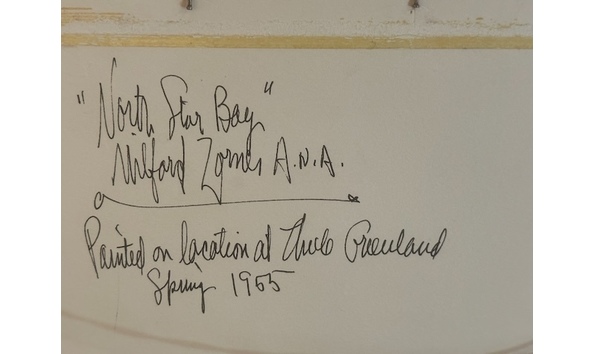 "North Star Bay"
Milford Zornes A.N.A.
Painted on location at Thule Greenland
Spring 1955